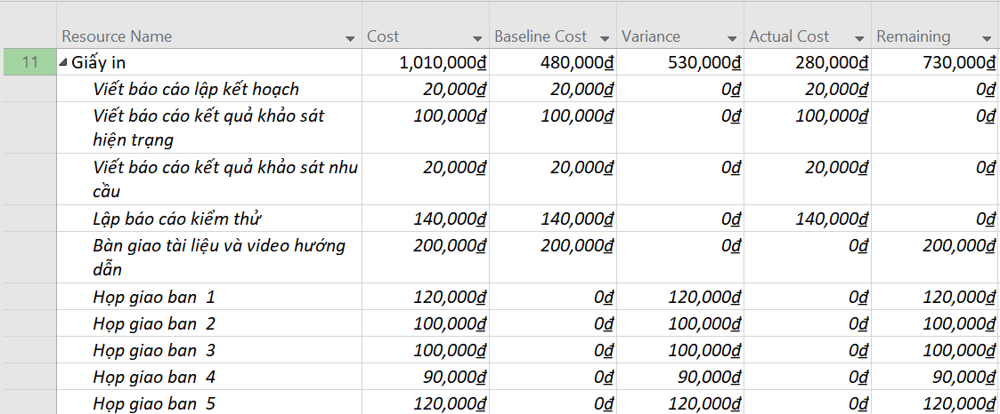 Resource Name Cost Baseline Cost Variance Actual Cost Remaining
11 Giấy in 1,010,000₫ 480,000₫ 530,000₫ 280,000₫ 730,000₫
Viết báo cáo lập kết hoạch 20,000₫ 20,000₫ 0₫ 20,000₫ 0₫
Viết báo cáo kết quả khảo sát 100,000₫ 100,000₫ 0₫ 100,000₫ 0₫
hiện trạng
Viết báo cáo kết quả khảo sát nhu 20,000₫ 20,000₫ 0₫ 20,000₫ 0₫
cầu
Lập báo cáo kiểm thử 140,000₫ 140,000₫ 0₫ 140,000₫ 0₫
Bàn giao tài liệu và video hướng 200,000₫ 200,000₫ 0₫ 0₫ 200,000₫
dẫn
Họp giao ban 1 120,000₫ 0₫ 120,000₫ 0₫ 120,000₫
Họp giao ban 2 100,000₫ 0₫ 100,000₫ 0₫ 100,000₫
Họp giao ban 3 100,000₫ 0₫ 100,000₫ 0₫ 100,000₫
Họp giao ban 4 90,000₫ 0₫ 90,000₫ 0₫ 90,000₫
Họp giao ban 5 120,000₫ 0₫ 120,000₫ 0₫ 120,000₫